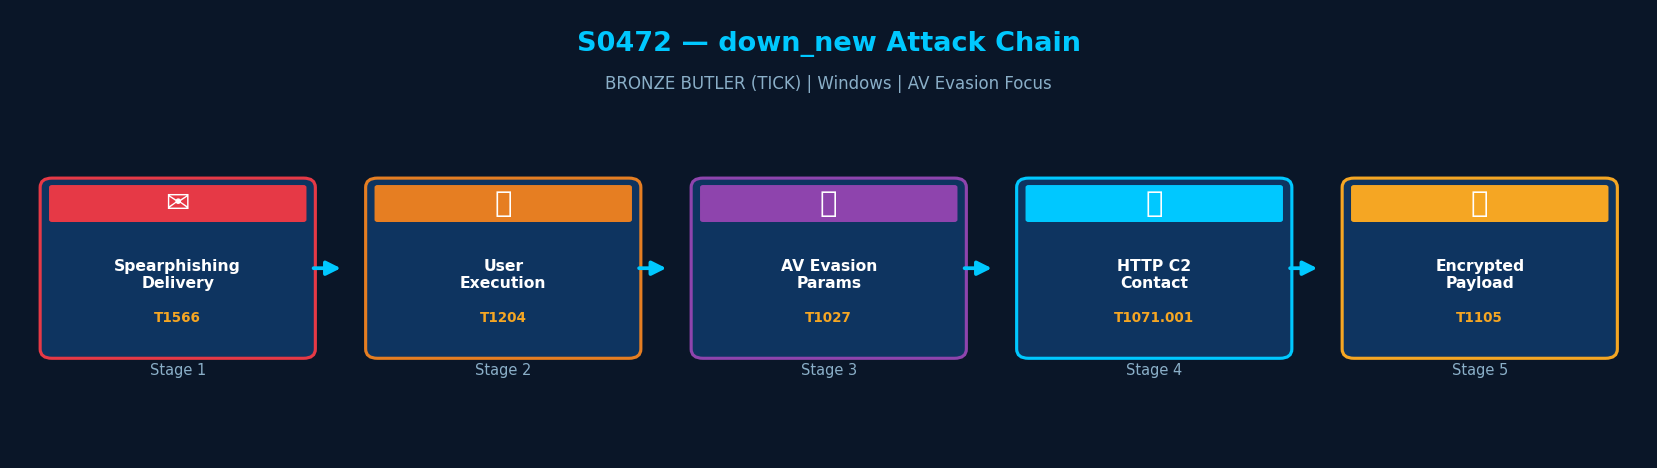 S0472 — down_new Attack Chain
BRONZE BUTLER (TICK) | Windows | AV Evasion Focus
Spearphishing
Delivery
T1566
Stage 1
User
Execution
T1204
Stage 2
AV Evasion
Params
T1027
Stage 3
HTTP C2
Contact
T1071.001
Stage 4
Encrypted
Payload
T1105
Stage 5